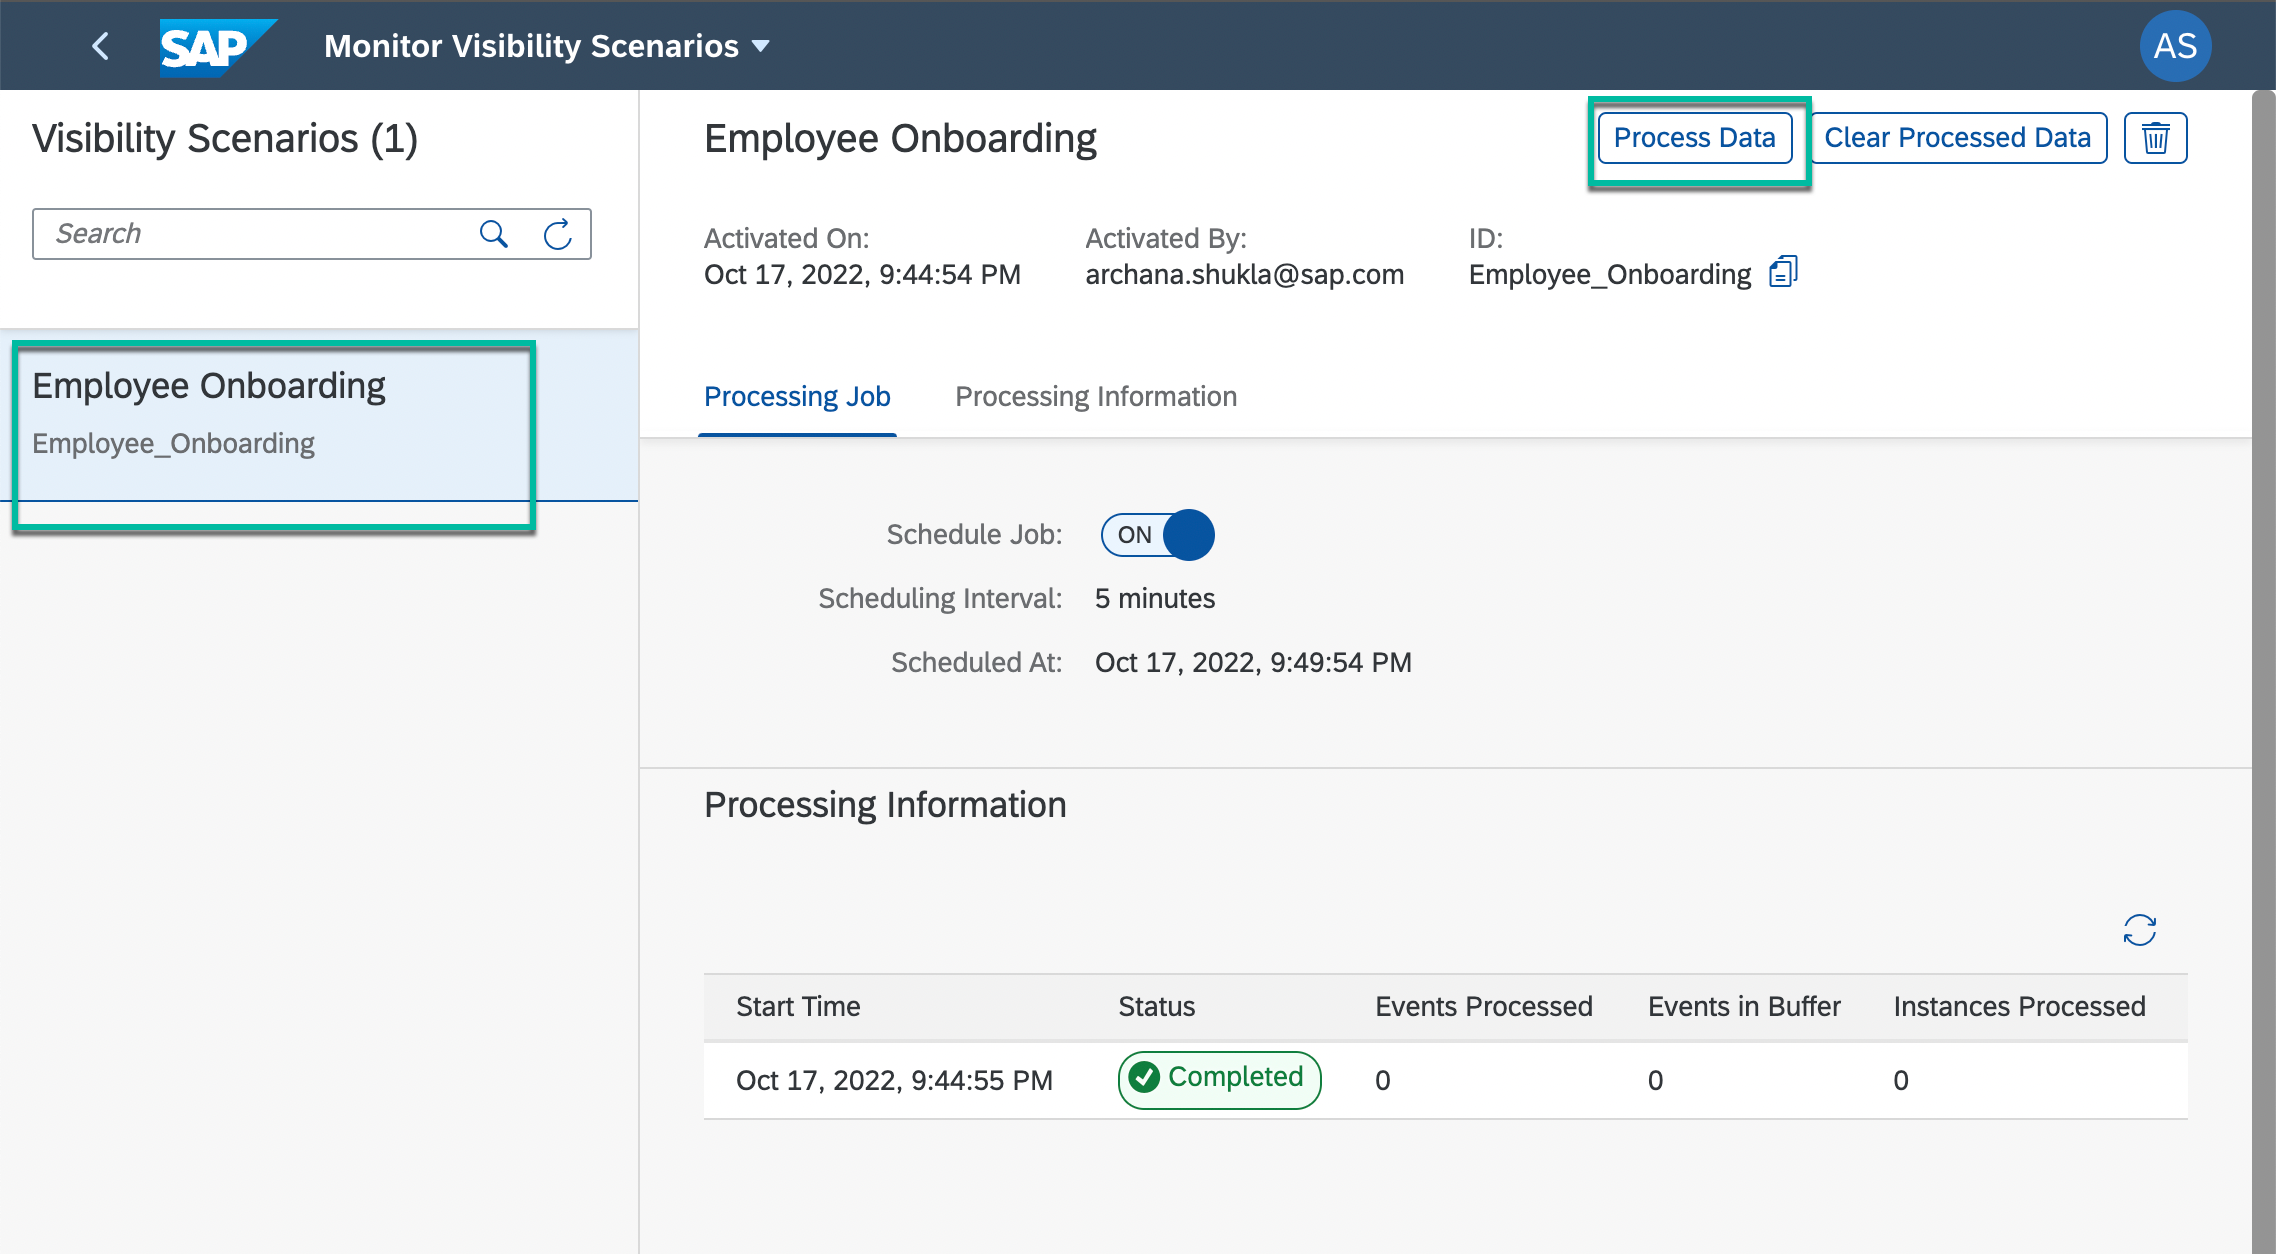 SAP Monitor Visibility Scenarios AS
Visibility Scenarios (1)
Search
Employee Onboarding
Employee_Onboarding
Employee Onboarding
Process Data Clear Processed Data
Activated On: Activated By: ID:
Oct 17, 2022, 9:44:54 PM archana.shukla@sap.com Employee_Onboarding
Processing Job Processing Information
Schedule Job: ON
Scheduling Interval: 5 minutes
Scheduled At: Oct 17, 2022, 9:49:54 PM
Processing Information
Start Time Status Events Processed Events in Buffer Instances Processed
Oct 17, 2022, 9:44:55 PM Completed 0 0 0